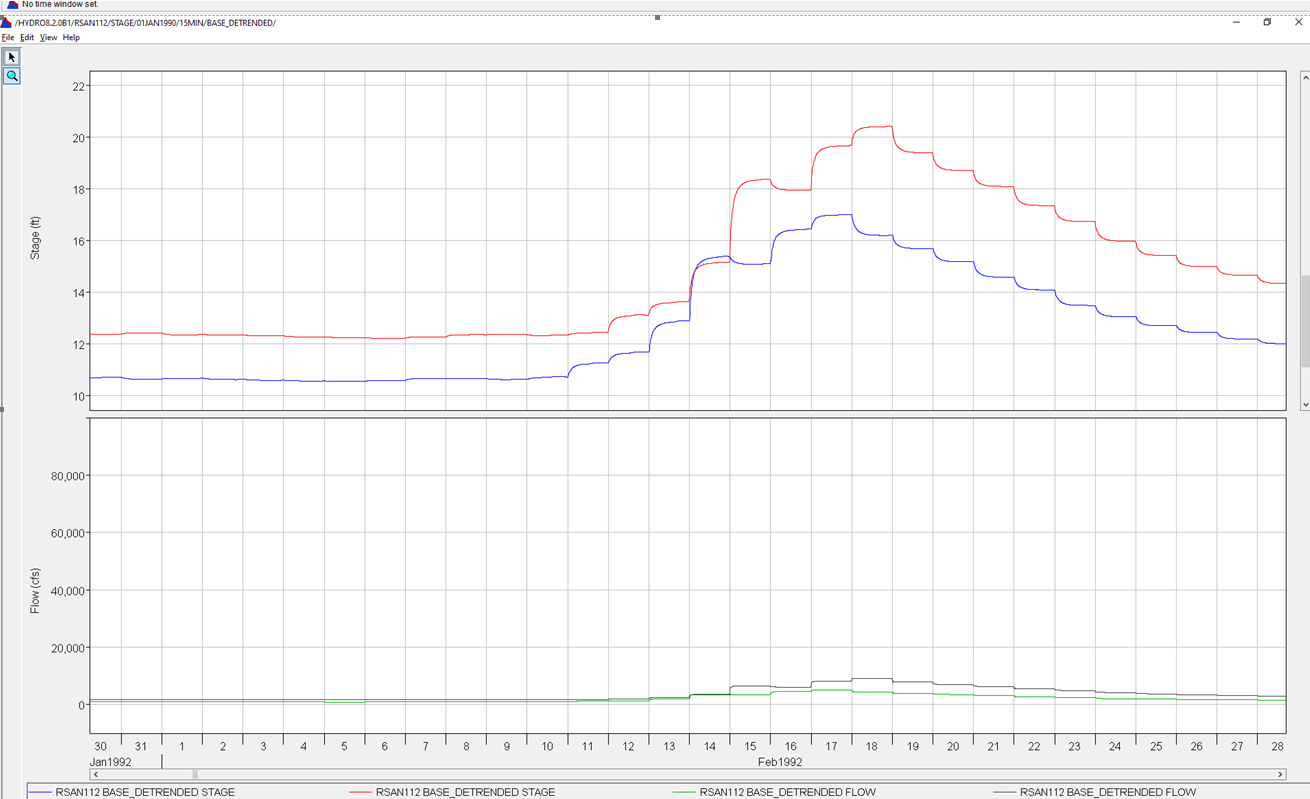 No time window set.
/HYDRO8.2.0B1/RSAN112/STAGE/01JAN1990/15MIN/BASE_DETRENDED/
File Edit View Help
22
20
18
16
14
12
10
Stage (ft)
80,000
60,000
40,000
20,000
0
Flow (cfs)
30 31 1 2 3 4 5 6 7 8 9 10 11 12 13 14 15 16 17 18 19 20 21 22 23 24 25 26 27 28
Jan1992 Feb1992
RSAN112 BASE_DETRENDED STAGE RSAN112 BASE_DETRENDED STAGE RSAN112 BASE_DETRENDED FLOW RSAN112 BASE_DETRENDED FLOW